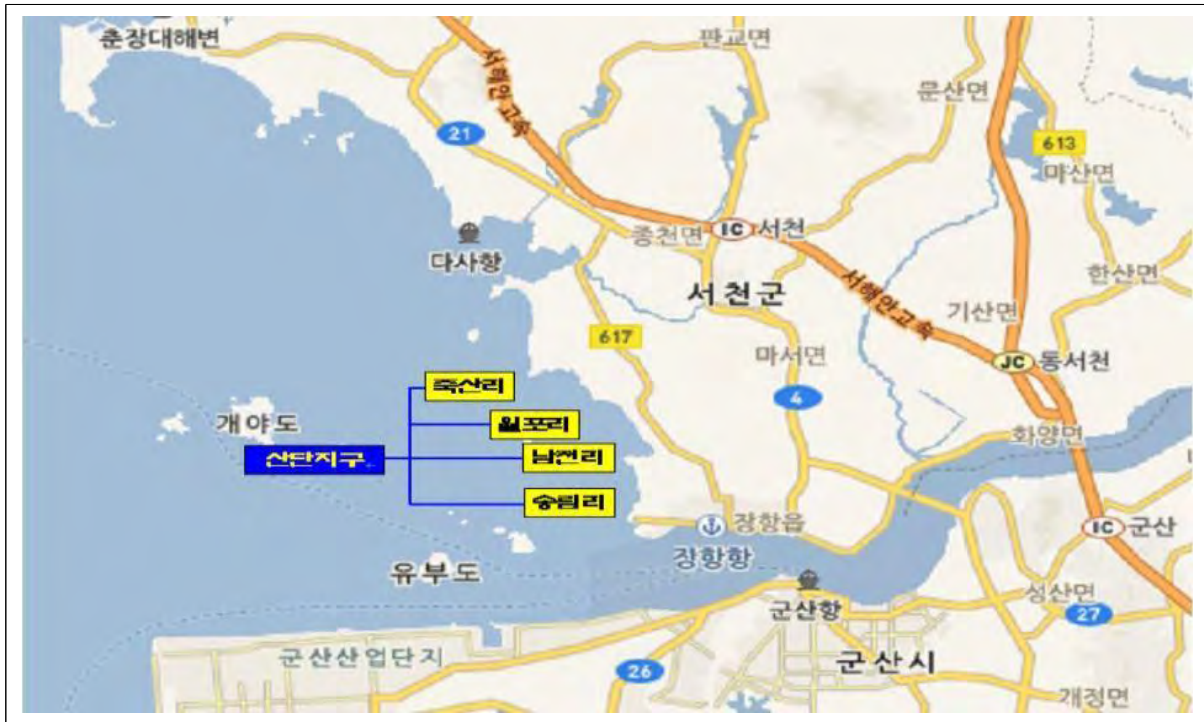 춘장대해변
판교면
서해안고속
문산면
21
613
마산면
종천면
IC 서천
다사항
한산면
서천군
서해안고속
기산면
617
마서면
JC 동서천
축산리
4
개야도
월포리
화양면
산단지구
남전리
송림리
장항읍
IC 군산
장항항
유부도
군산항
성산면
27
군산산업단지
26
군산시
개정면